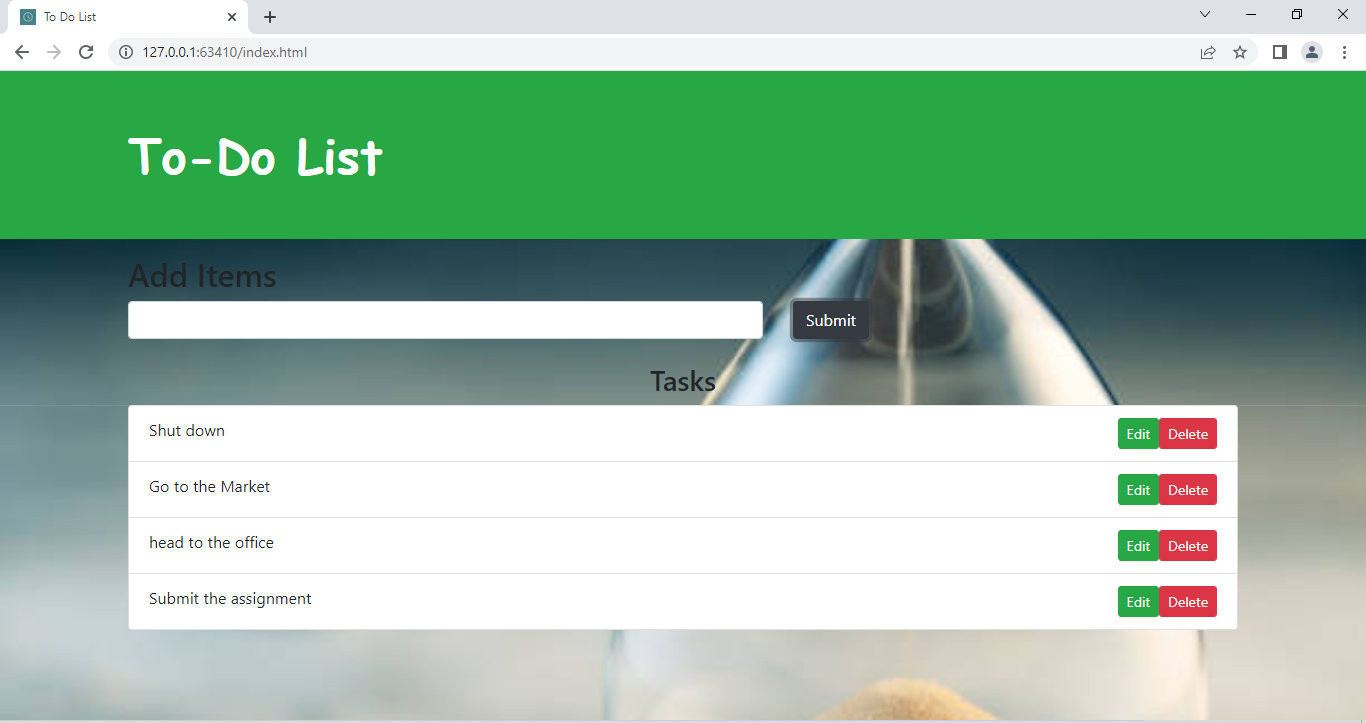 To Do List
127.0.0.1:63410/index.html
To-Do List
Add Items
Submit
Tasks
Shut down Edit Delete
Go to the Market Edit Delete
head to the office Edit Delete
Submit the assignment Edit Delete